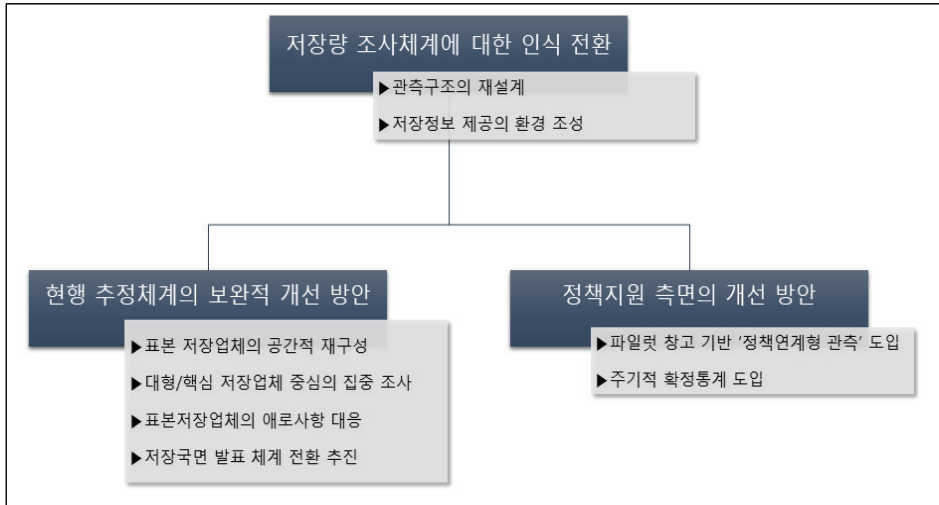 저장량 조사체계에 대한 인식 전환
▶관측구조의 재설계
▶저장정보 제공의 환경 조성
현행 추정체계의 보완적 개선 방안
▶표본 저장업체의 공간적 재구성
▶대형/핵심 저장업체 중심의 집중 조사
▶표본저장업체의 애로사항 대응
▶저장국면 발표 체계 전환 추진
정책지원 측면의 개선 방안
▶파일럿 창고 기반 ‘정책연계형 관측’ 도입
▶주기적 확정통계 도입